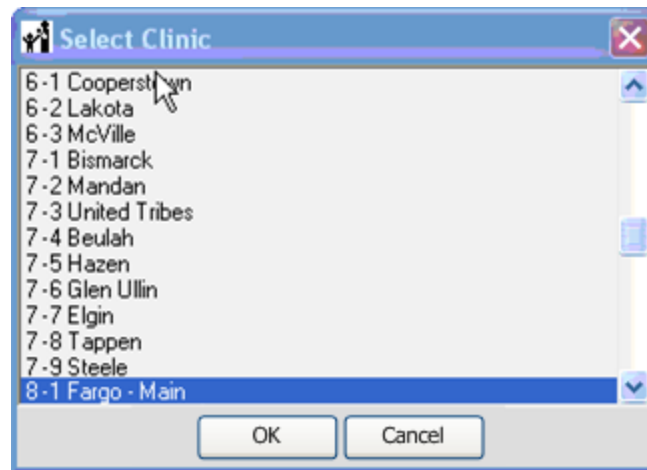 Select Clinic
6-1 Cooperstown
6-2 Lakota
6-3 McVille
7-1 Bismarck
7-2 Mandan
7-3 United Tribes
7-4 Beulah
7-5 Hazen
7-6 Glen Ullin
7-7 Elgin
7-8 Tappen
7-9 Steele
8-1 Fargo - Main
OK Cancel